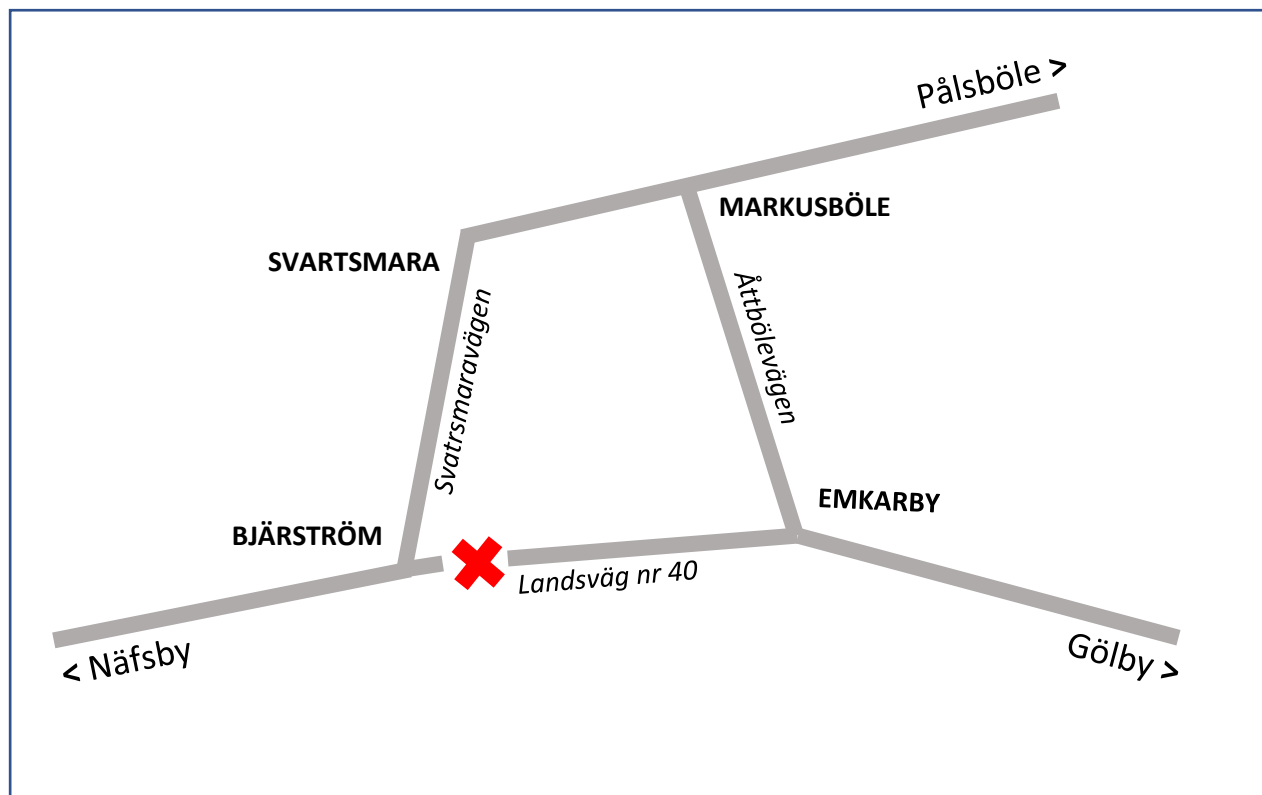 Pålsböle >
MARKUSBÖLE
SVARTSMARA
Åttbölevägen
Svatrsmaravägen
EMKARBY
BJÄRSTRÖM
Landsväg nr 40
< Näfsby
Gölby >